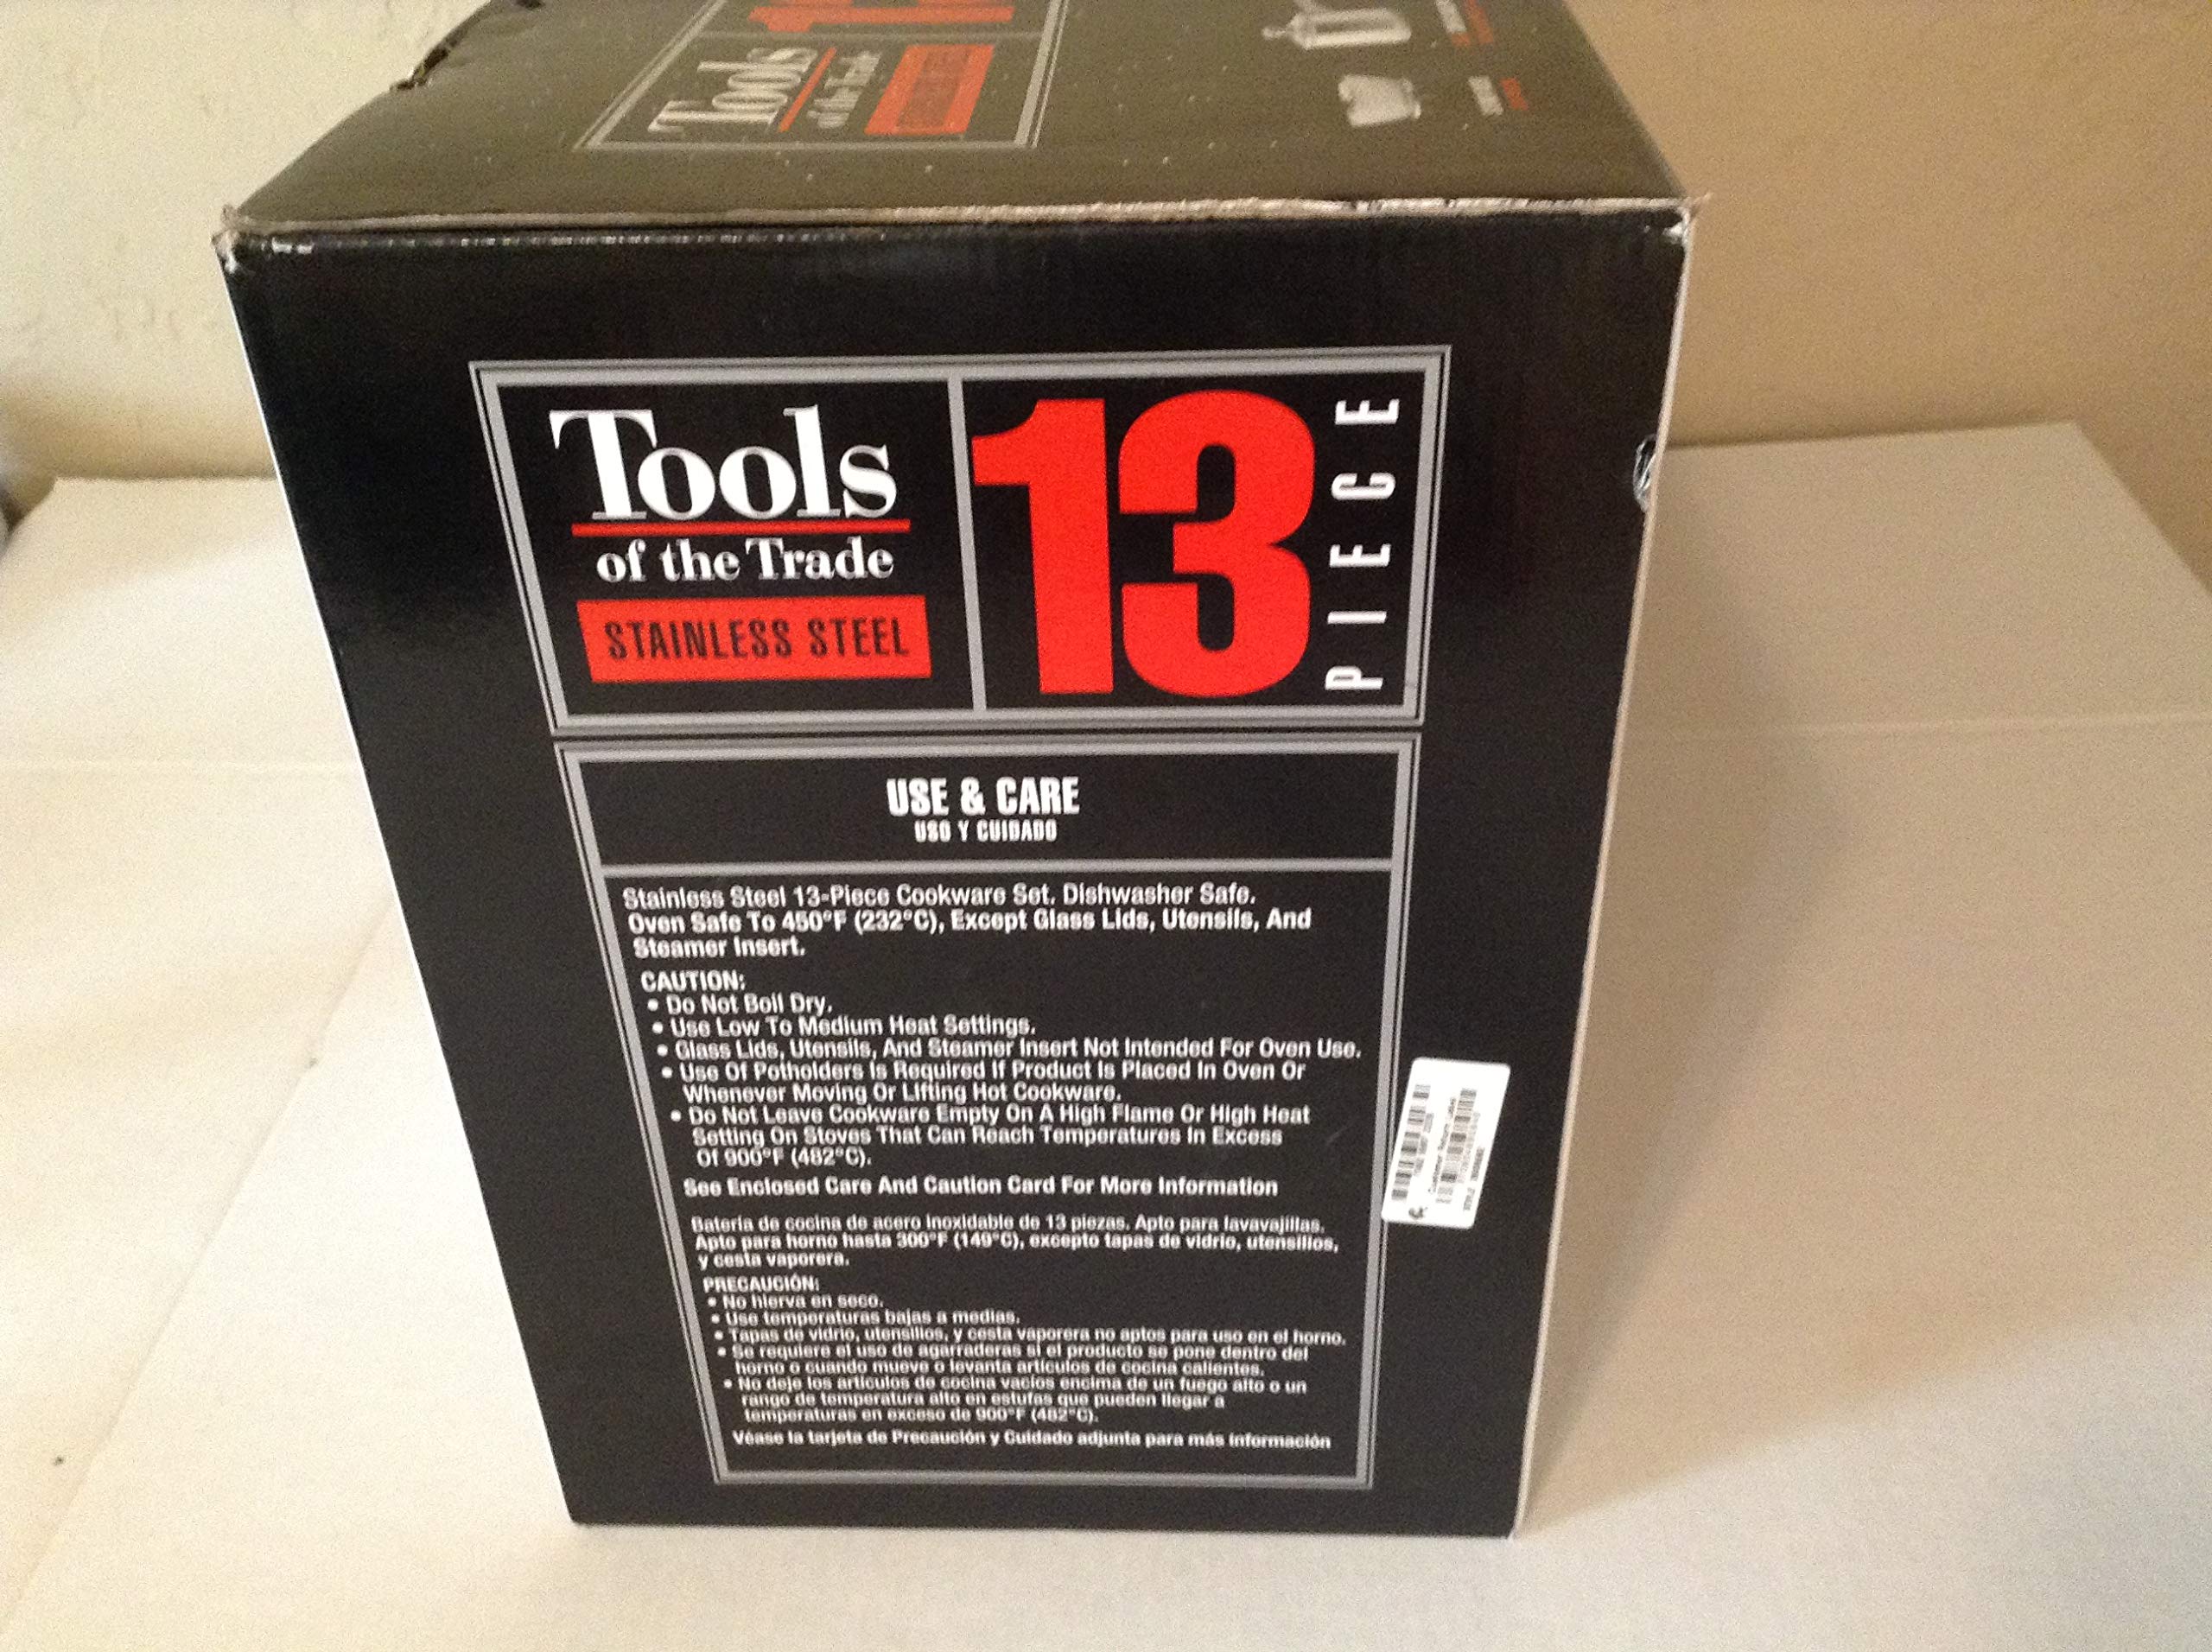 Tools
of the Trade
Tools
of the Trade
STAINLESS STEEL
13
PIECE
USE & CARE
USO Y CUIDADO
Stainless Steel 13-Piece Cookware Set. Dishwasher Safe.
Oven Safe To 450°F (232°C), Except Glass Lids, Utensils, And
Steamer Insert.
CAUTION:
• Do Not Boil Dry.
• Use Low To Medium Heat Settings.
• Glass Lids, Utensils, And Steamer Insert Not Intended For Oven Use.
• Use Of Potholders Is Required If Product Is Placed In Oven Or
Whenever Moving Or Lifting Hot Cookware.
• Do Not Leave Cookware Empty On A High Flame Or High Heat
Setting On Stoves That Can Reach Temperatures In Excess
Of 900°F (482°C).
See Enclosed Care And Caution Card For More Information
Batería de cocina de acero inoxidable de 13 piezas. Apto para lavavajillas.
Apto para horno hasta 300°F (149°C), excepto tapas de vidrio, utensilios,
y cesta vaporera.
PRECAUCIÓN:
• No hierva en seco.
• Use temperaturas bajas a medias.
• Tapas de vidrio, utensilios, y cesta vaporera no aptos para uso en el horno.
• Se requiere el uso de agarraderas si el producto se pone dentro del
horno o cuando mueve o levanta artículos de cocina calientes.
• No deje los artículos de cocina vacíos encima de un fuego alto o un
rango de temperatura alto en estufas que pueden llegar a
temperaturas en exceso de 900°F (482°C).
Véase la tarjeta de Precaución y Cuidado adjunta para más información
Customer Returns Label